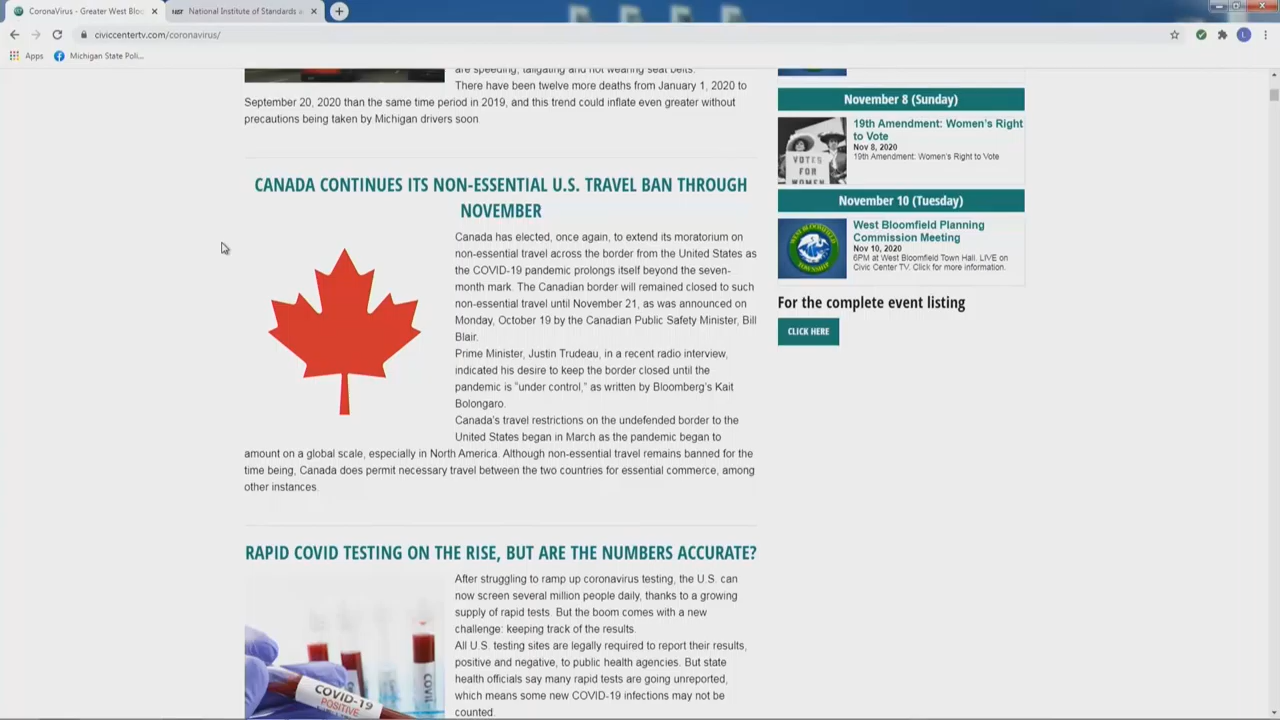 CoronaVirus - Greater West Bloo
National Institute of Standards
civiccentertv.com/coronavirus/
Apps
Michigan State Poli...
L
are speeding, tailgating and not wearing seat belts.
There have been twelve more deaths from January 1, 2020 to
September 20, 2020 than the same time period in 2019, and this trend could inflate even greater without
precautions being taken by Michigan drivers soon
CANADA CONTINUES ITS NON-ESSENTIAL U.S. TRAVEL BAN THROUGH
NOVEMBER
Canada has elected, once again, to extend its moratorium on
non-essential travel across the border from the United States as
the COVID-19 pandemic prolongs itself beyond the seven-
month mark. The Canadian border will remained closed to such
non-essential travel until November 21, as was announced on
Monday, October 19 by the Canadian Public Safety Minister, Bill
Blair.
Prime Minister, Justin Trudeau, in a recent radio interview,
indicated his desire to keep the border closed until the
pandemic is "under control," as written by Bloomberg's Kait
Bolongaro.
Canada's travel restrictions on the undefended border to the
United States began in March as the pandemic began to
amount on a global scale, especially in North America. Although non-essential travel remains banned for the
time being, Canada does permit necessary travel between the two countries for essential commerce, among
other instances.
RAPID COVID TESTING ON THE RISE, BUT ARE THE NUMBERS ACCURATE?
COVID-19
POSITIVE
COVID
After struggling to ramp up coronavirus testing, the U.S. can
now screen several million people daily, thanks to a growing
supply of rapid tests. But the boom comes with a new
challenge: keeping track of the results.
All U.S. testing sites are legally required to report their results,
positive and negative, to public health agencies. But state
health officials say many rapid tests are going unreported,
which means some new COVID-19 infections may not be
counted.
November 8 (Sunday)
VOTES
FOR
WOMEN
19th Amendment: Women's Right
to Vote
Nov 8, 2020
19th Amendment: Women's Right to Vote
November 10 (Tuesday)
WEST BLOOMFIELD
TOWNSHIP
West Bloomfield Planning
Commission Meeting
Nov 10, 2020
6PM at West Bloomfield Town Hall. LIVE on
Civic Center TV. Click for more information.
For the complete event listing
CLICK HERE